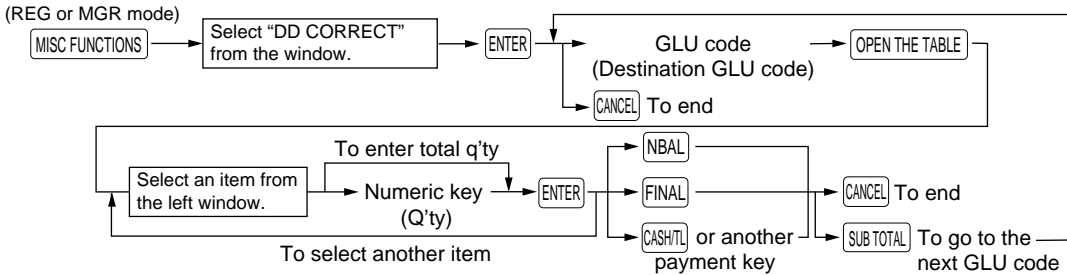 (REG or MGR mode)
MISC FUNCTIONS
Select “DD CORRECT”
from the window.
ENTER
GLU code
(Destination GLU code)
OPEN THE TABLE
CANCEL To end
To enter total q'ty
Select an item from
the left window.
Numeric key
(Q'ty)
ENTER
To select another item
NBAL
FINAL
CASH/TL or another
payment key
CANCEL To end
SUB TOTAL To go to the
next GLU code